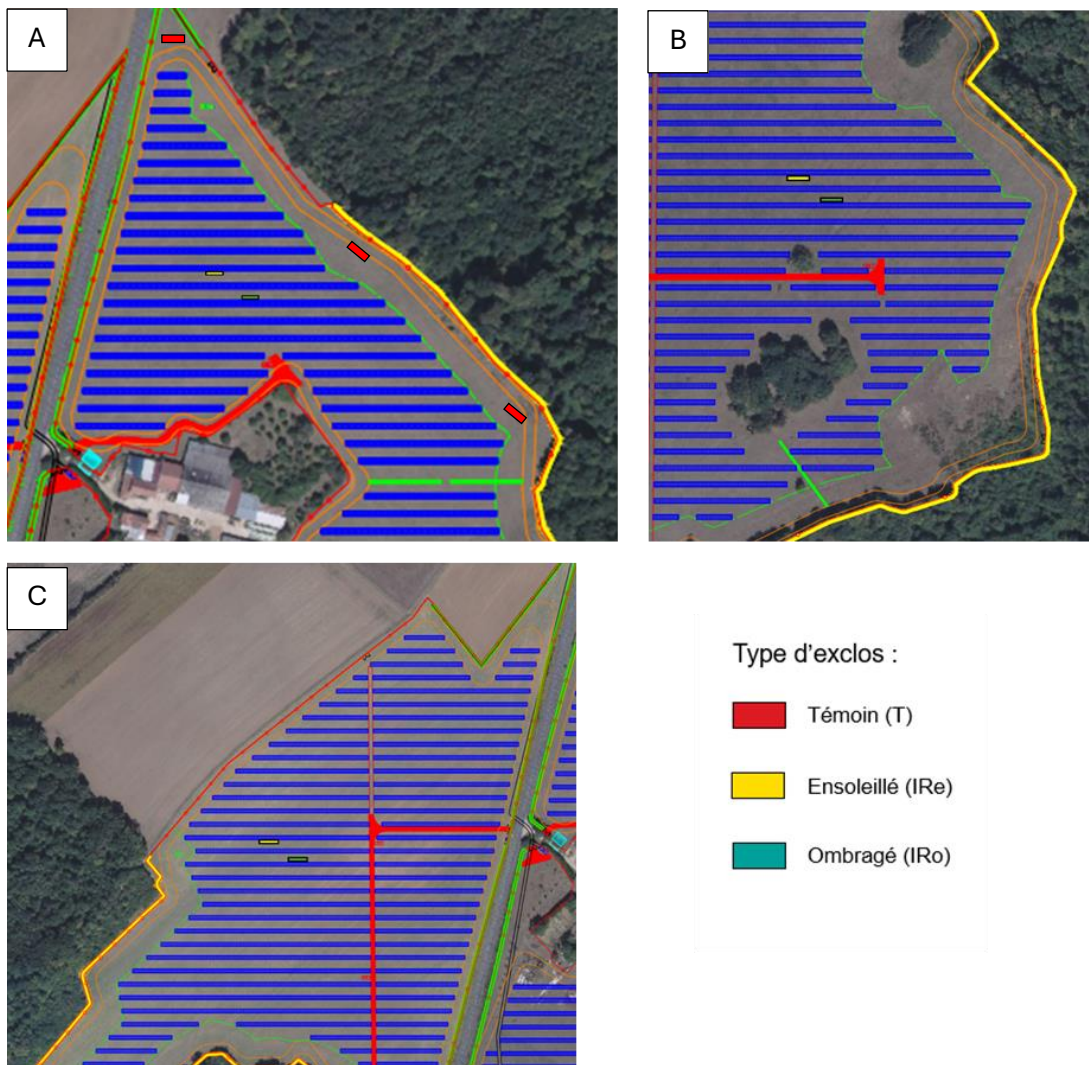 A
B
C
Type d'exclos :
Témoin (T)
Ensoleillé (IRe)
Ombragé (IRo)